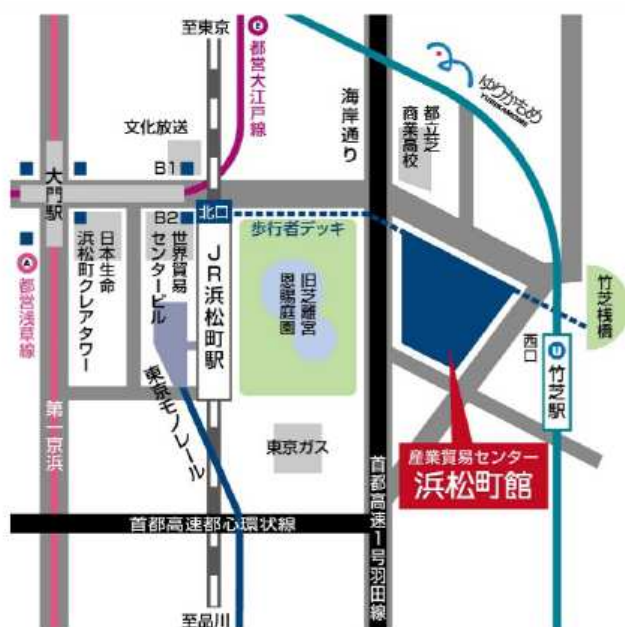 至東京
E
都営大江戸線
文化放送
海岸通り
都立芝
商業高校
ゆりかもめ
YURIKAMOME
大門駅
B1
B2
北口
歩行者デッキ
A
都営浅草線
日本生命
浜松町クレアタワー
世界貿易
センタービル
JR浜松町駅
旧芝離宮
恩賜庭園
竹芝桟橋
西口
U
竹芝駅
東京モノレール
第一京浜
東京ガス
産業貿易センター
浜松町館
首都高速1号羽田線
首都高速都心環状線
至品川